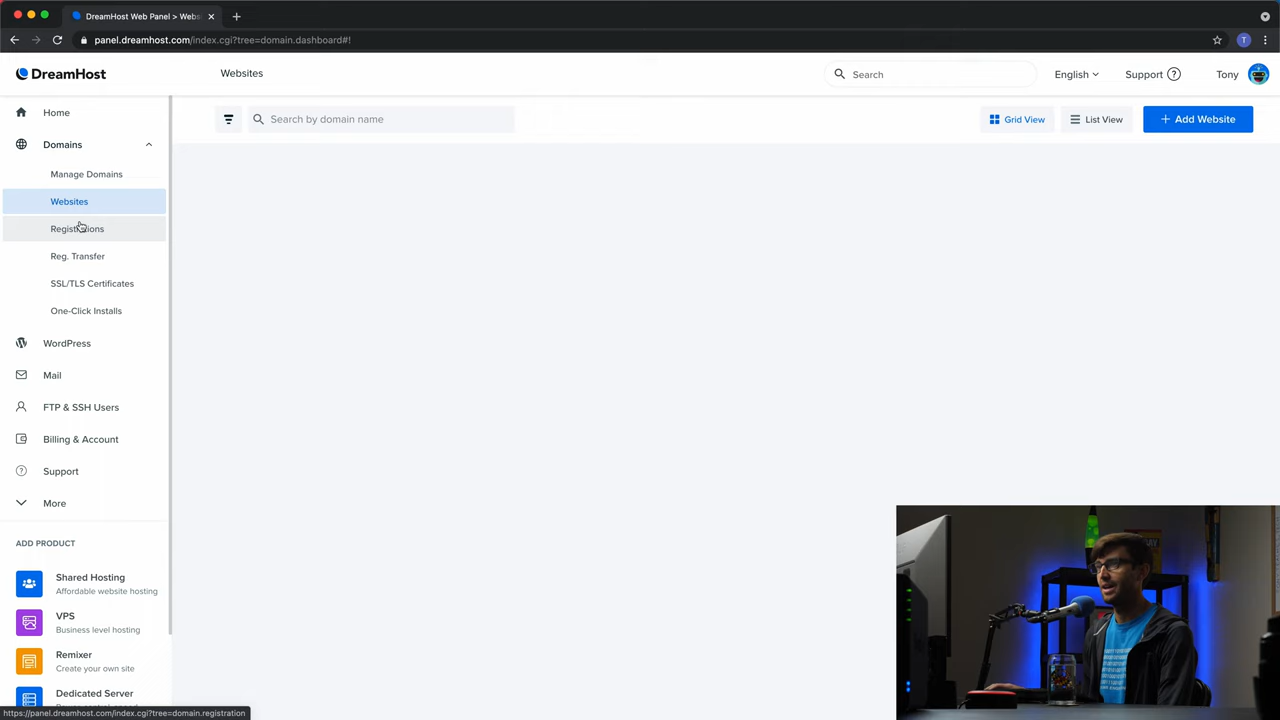 DreamHost Web Panel > Webs
panel.dreamhost.com/index.cgi?tree=domain.dashboard#!
T
DreamHost
Websites
Search
English
Support
Tony
Home
Domains
Manage Domains
Websites
Registrations
Reg. Transfer
SSL/TLS Certificates
One-Click Installs
WordPress
Mail
FTP & SSH Users
Billing & Account
Support
More
Search by domain name
Grid View
List View
+ Add Website
ADD PRODUCT
Shared Hosting
Affordable website hosting
VPS
Business level hosting
Remixer
Create your own site
Dedicated Server
https://panel.dreamhost.com/index.cgi?tree=domain.registration